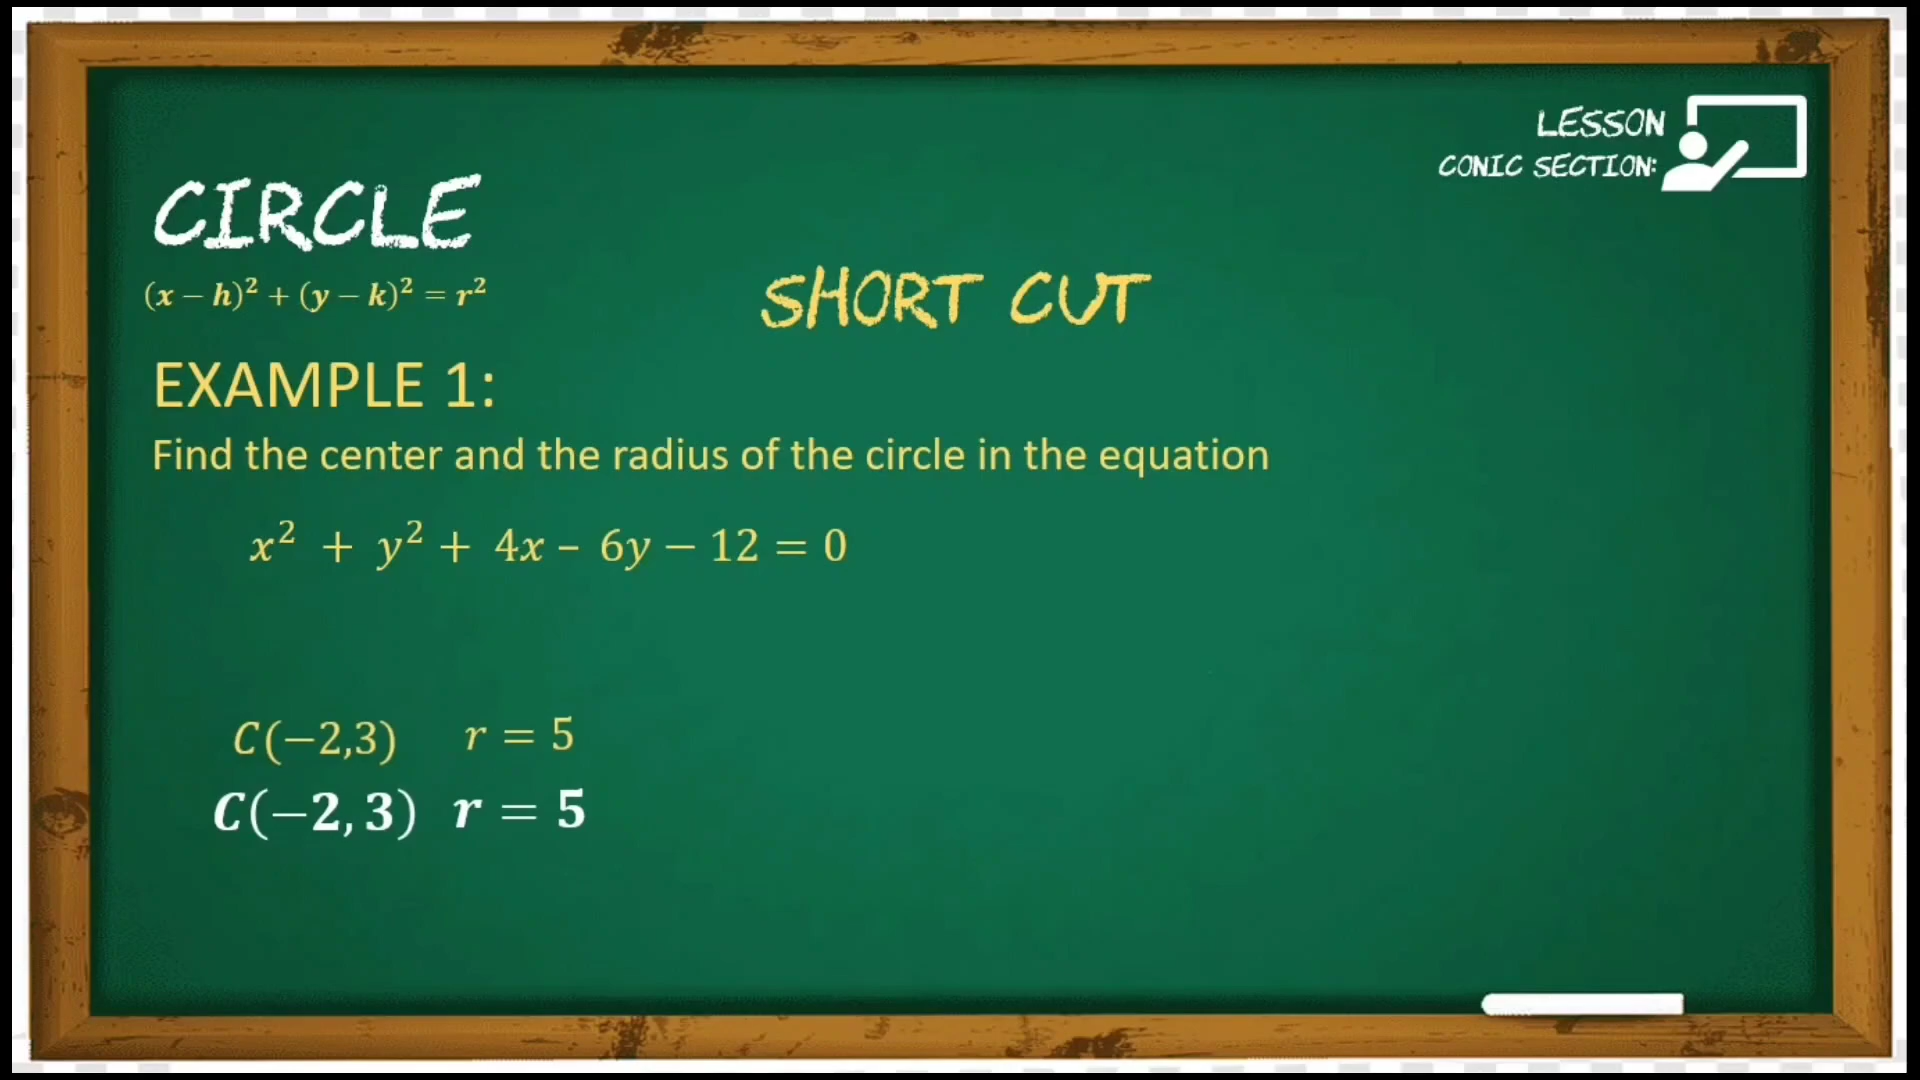 LESSON
CONIC SECTION:
CIRCLE
(x − h)² + (y − k)² = r²
SHORT CUT
EXAMPLE 1:
Find the center and the radius of the circle in the equation
x² + y² + 4x – 6y − 12 = 0
C(−2,3) r = 5
C(−2, 3) r = 5